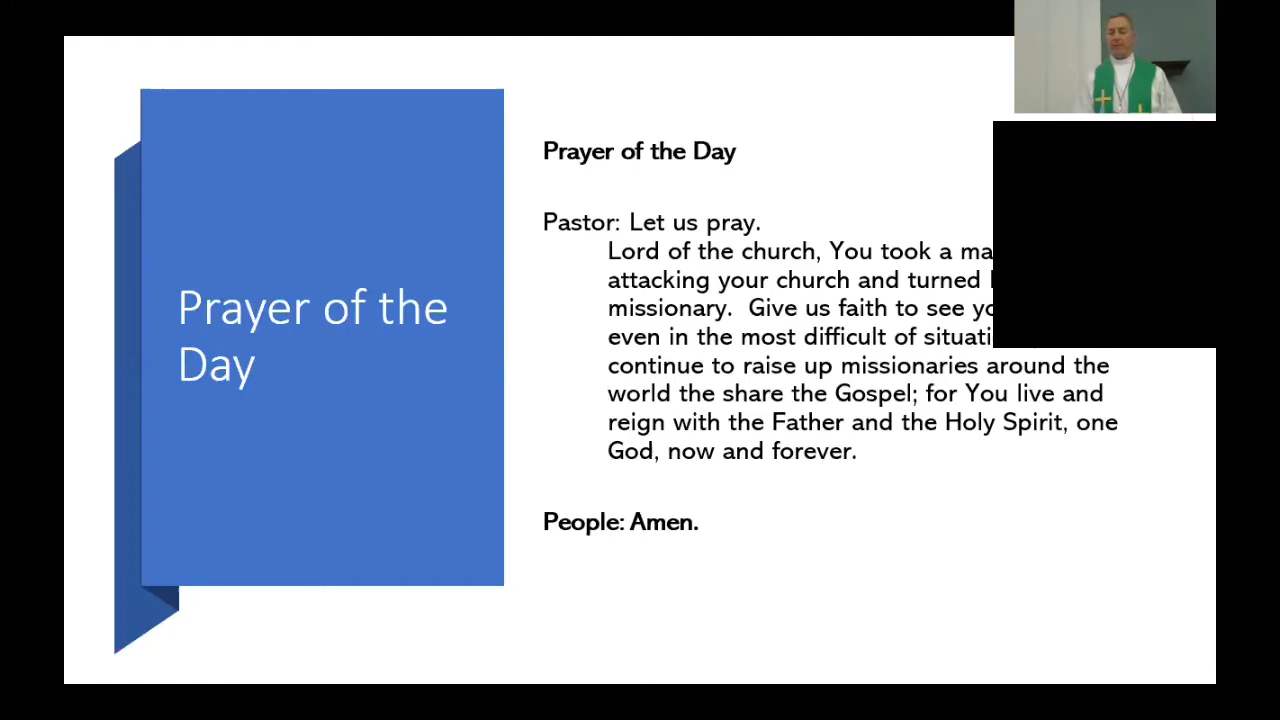 Prayer of the
Day
Prayer of the Day
Pastor: Let us pray.
Lord of the church, You took a
attacking your church and turned
missionary.  Give us faith to see
even in the most difficult of
continue to raise up missionaries around the
world the share the Gospel; for You live and
reign with the Father and the Holy Spirit, one
God, now and forever.
People: Amen.